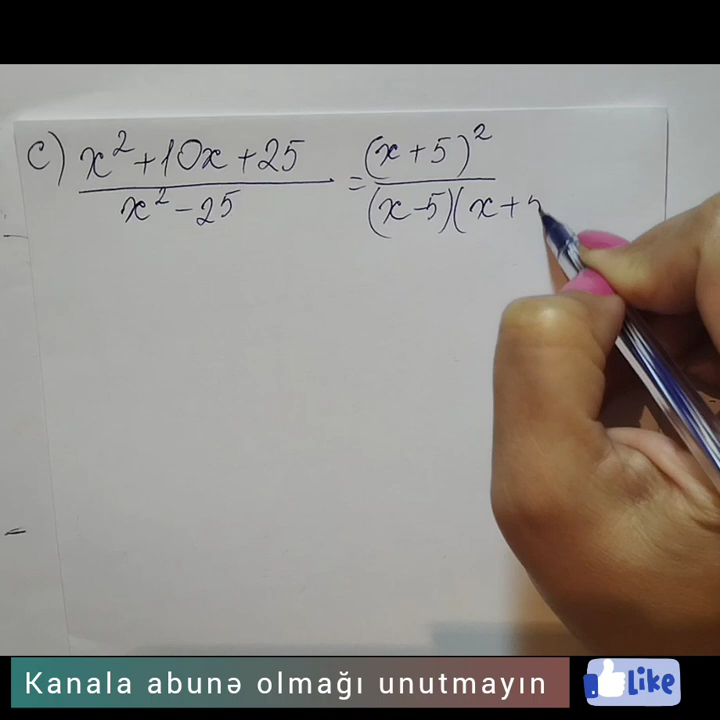 c) x²+10x+25 / x²-25 = (x+5)² / (x-5)(x+
Kanala abunə olmağı unutmayın
Like